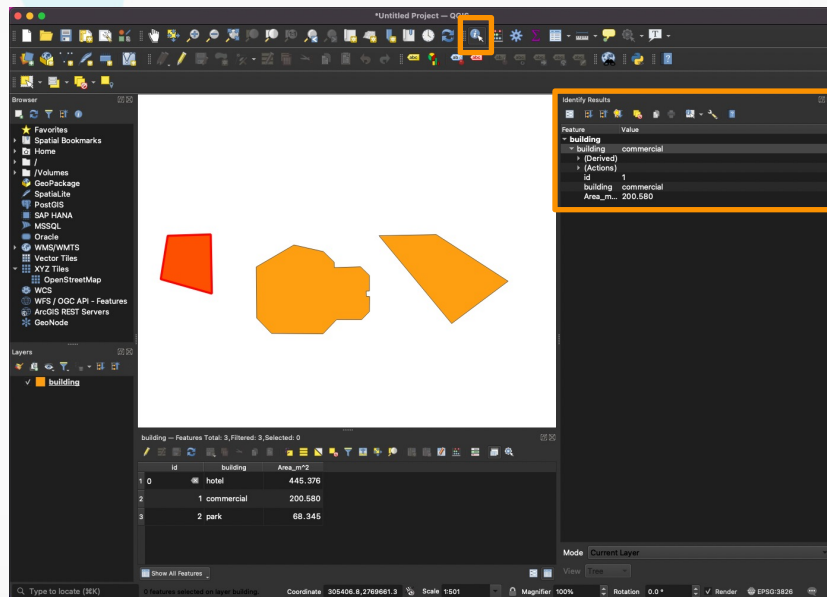 *Untitled Project — QGIS
Browser
Favorites
Spatial Bookmarks
Home
/
/Volumes
GeoPackage
SpatiaLite
PostGIS
SAP HANA
MSSQL
Oracle
WMS/WMTS
Vector Tiles
XYZ Tiles
OpenStreetMap
WCS
WFS / OGC API - Features
ArcGIS REST Servers
GeoNode
Layers
building
Identify Results
Feature Value
building
building commercial
(Derived)
(Actions)
id 1
building commercial
Area_m... 200.580
building — Features Total: 3, Filtered: 3, Selected: 0
id building Area_m^2
1 0 hotel 445.376
2 1 commercial 200.580
3 2 park 68.345
Show All Features
Mode Current Layer
View Tree
Type to locate (⌘K) 0 features selected on layer building. Coordinate 305406.8,2769661.3 Scale 1:501 Magnifier 100% Rotation 0.0 ° Render EPSG:3826